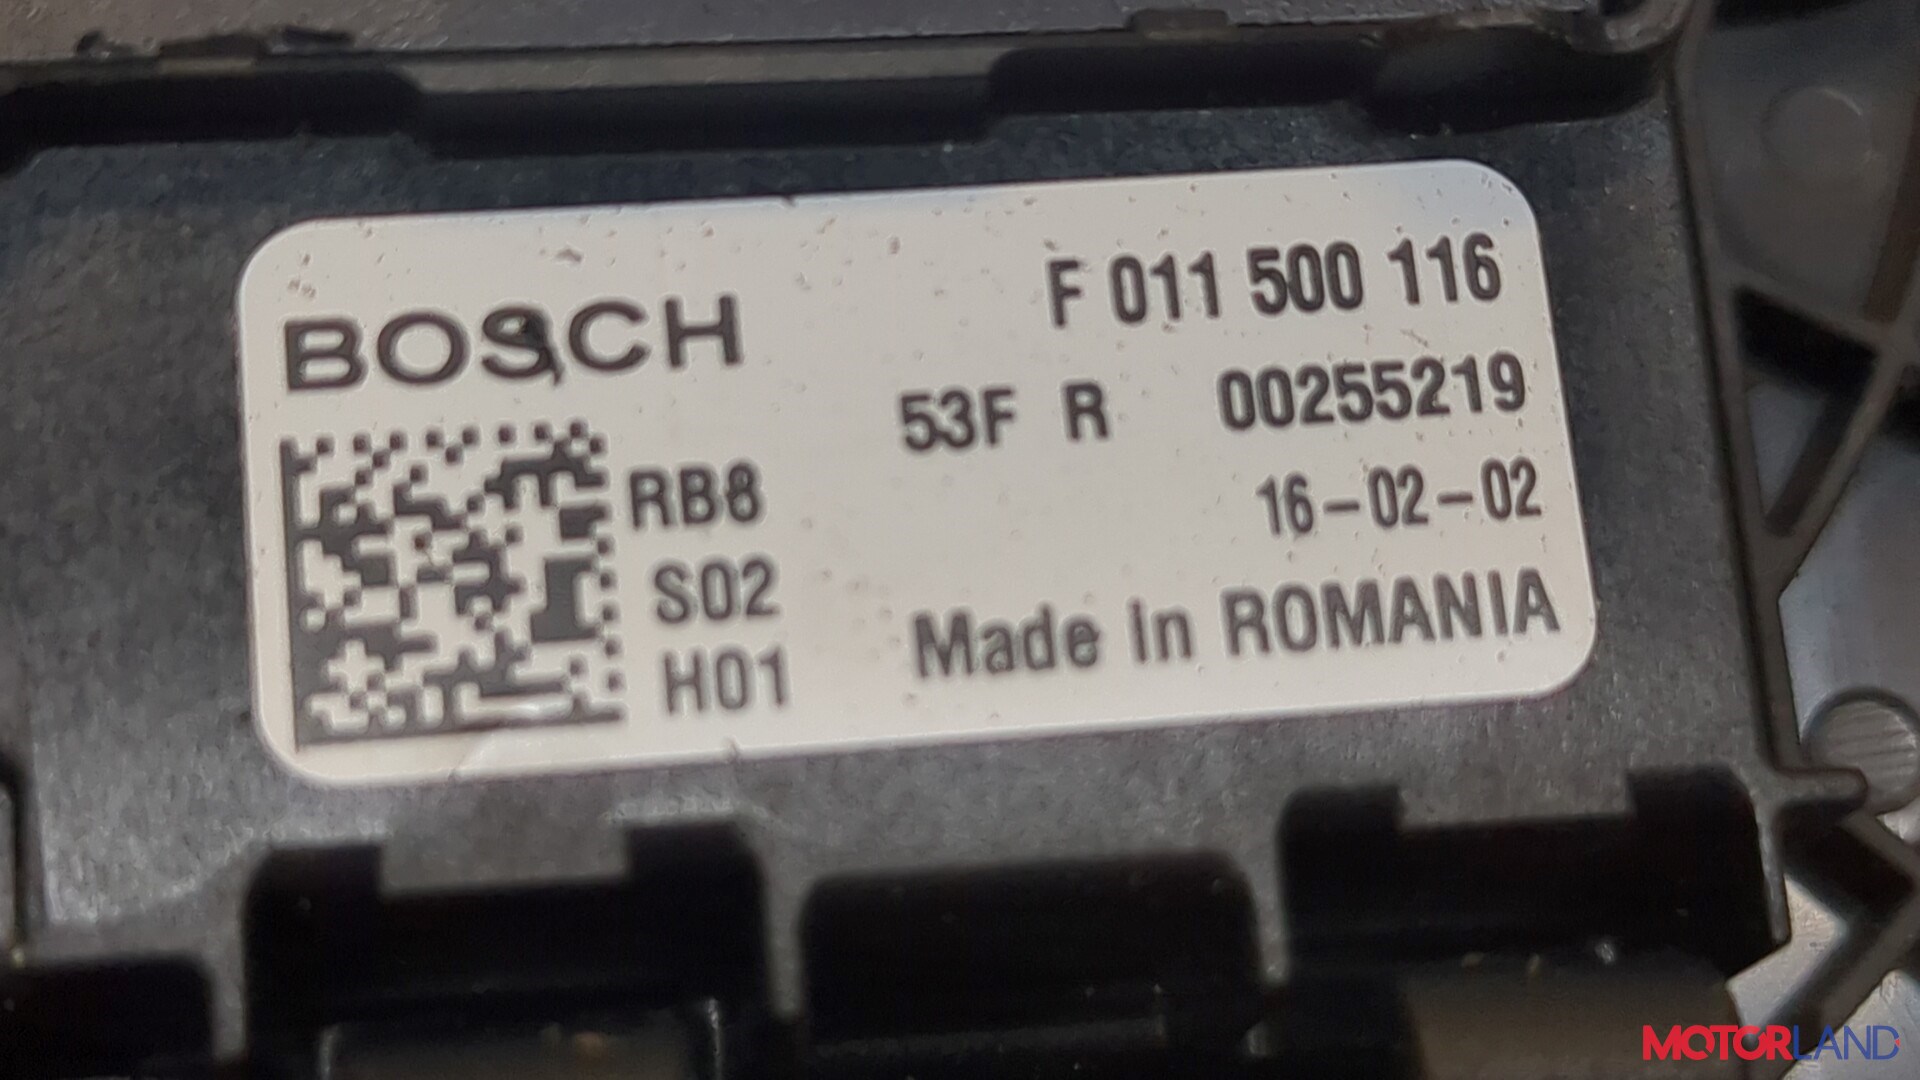 BOSCH
F 011 500 116
53F R 00255219
RB8
16-02-02
S02
Made In ROMANIA
H01
MOTORLAND